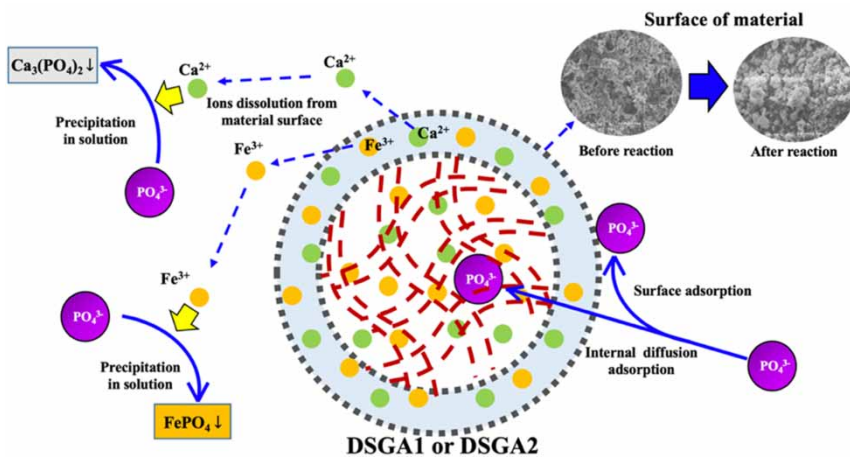 Surface of material
Before reaction
After reaction
Ca₃(PO₄)₂↓
Ca²⁺
Ca²⁺
Ions dissolution from
material surface
Precipitation
in solution
PO₄³⁻
Fe³⁺
Fe³⁺
Ca²⁺
Fe³⁺
PO₄³⁻
Precipitation
in solution
FePO₄↓
PO₄³⁻
PO₄³⁻
Surface adsorption
Internal diffusion
adsorption
PO₄³⁻
DSGA1 or DSGA2